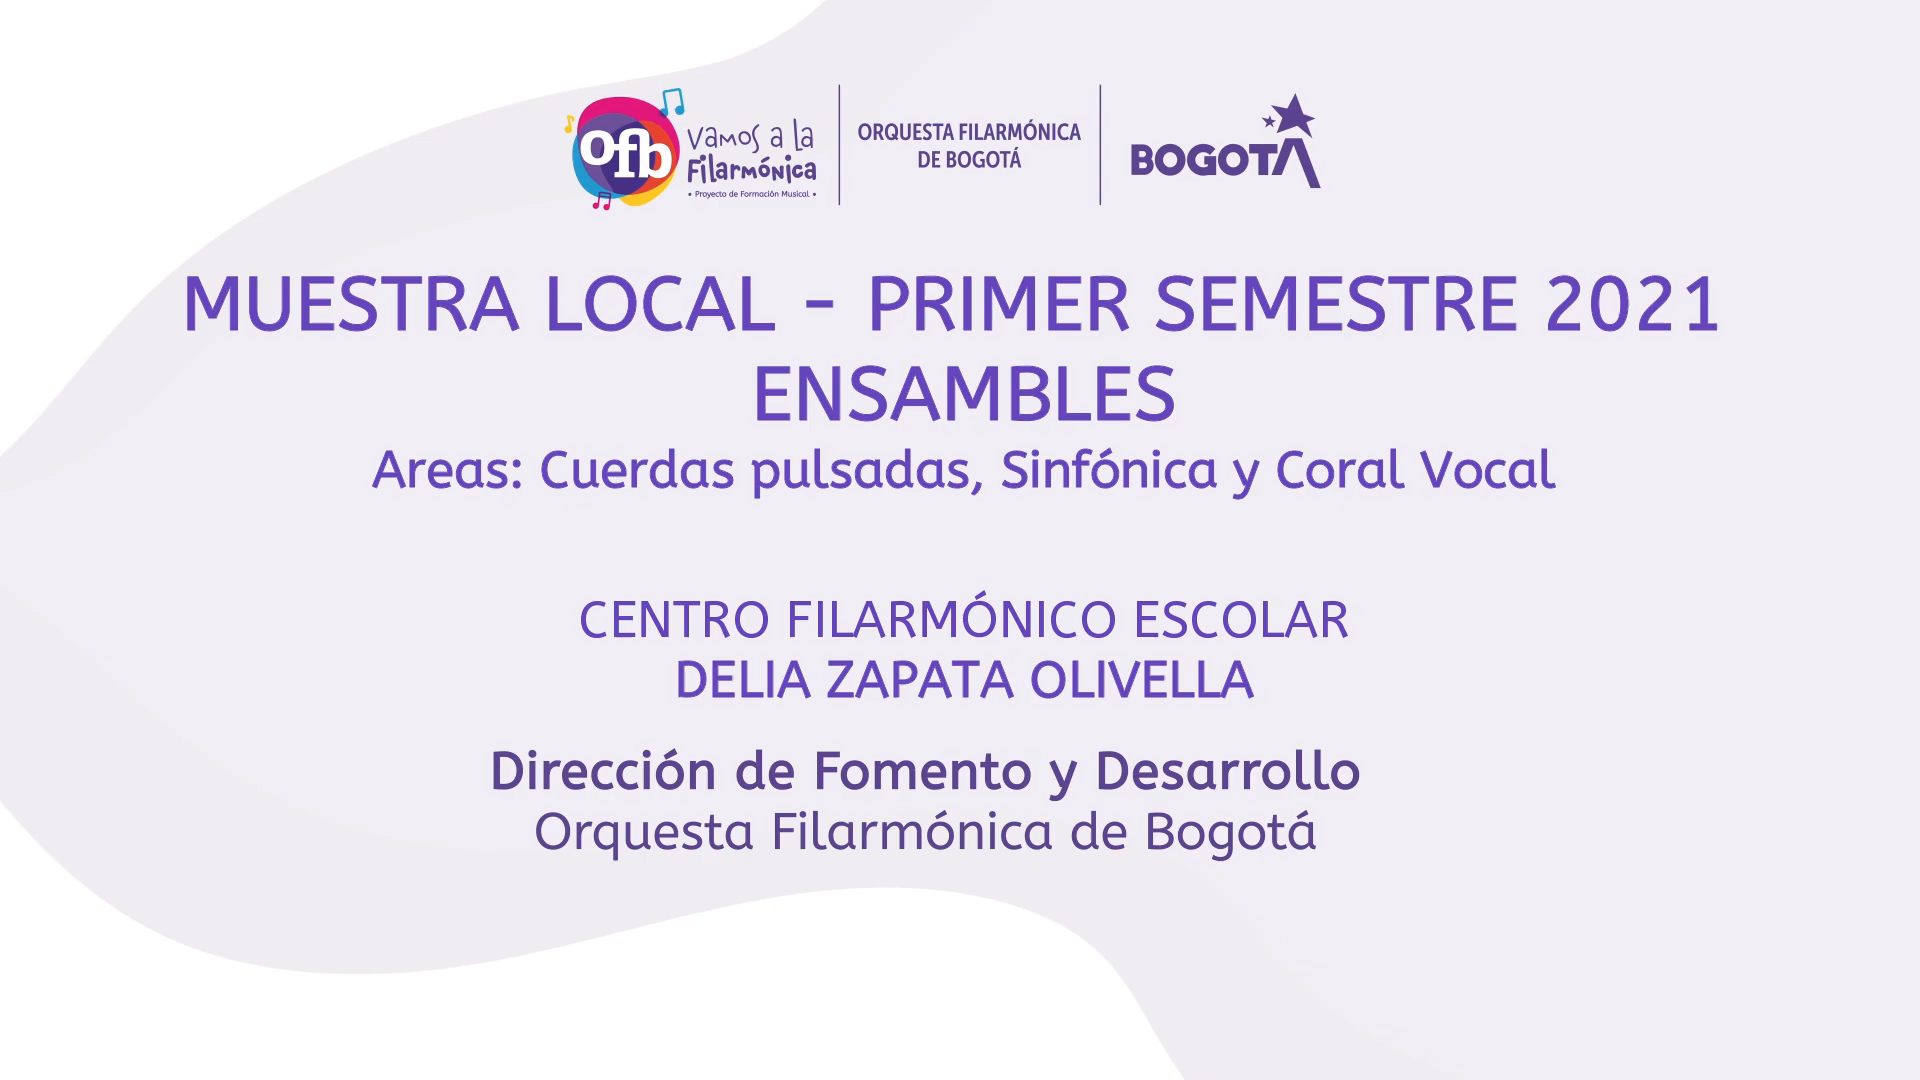 ofb
Vamos a la
Filarmónica
• Proyecto de Formación Musical •
ORQUESTA FILARMÓNICA
DE BOGOTÁ
BOGOTÁ
MUESTRA LOCAL - PRIMER SEMESTRE 2021
ENSAMBLES
Areas: Cuerdas pulsadas, Sinfónica y Coral Vocal
CENTRO FILARMÓNICO ESCOLAR
DELIA ZAPATA OLIVELLA
Dirección de Fomento y Desarrollo
Orquesta Filarmónica de Bogotá